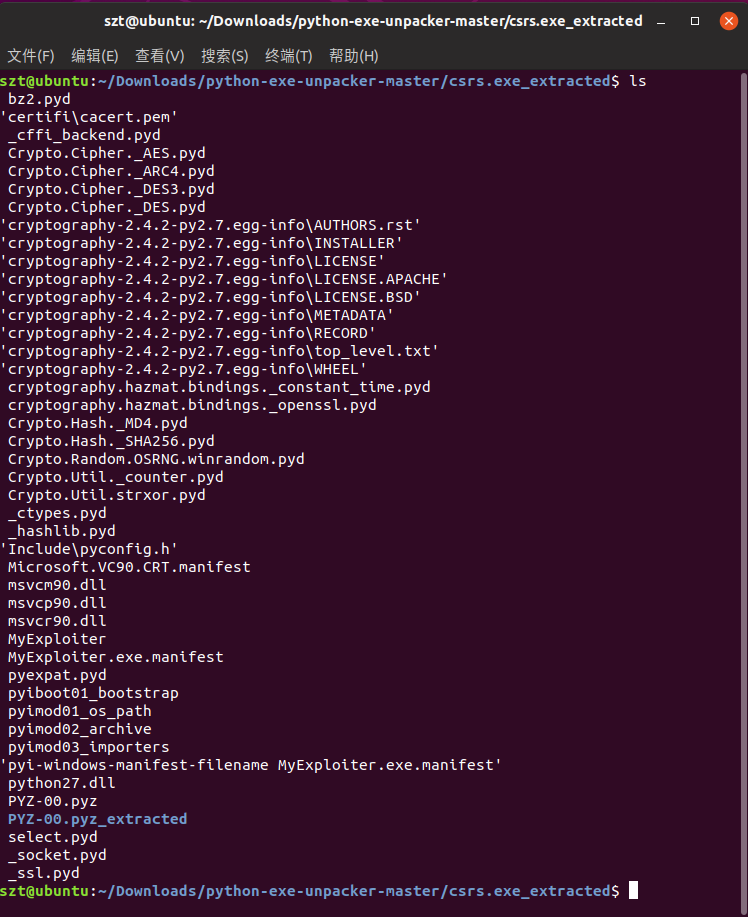 szt@ubuntu: ~/Downloads/python-exe-unpacker-master/csrs.exe_extracted
文件(F) 编辑(E) 查看(V) 搜索(S) 终端(T) 帮助(H)
szt@ubuntu:~/Downloads/python-exe-unpacker-master/csrs.exe_extracted$ ls
bz2.pyd
'certifi\cacert.pem'
_cffi_backend.pyd
Crypto.Cipher._AES.pyd
Crypto.Cipher._ARC4.pyd
Crypto.Cipher._DES3.pyd
Crypto.Cipher._DES.pyd
'cryptography-2.4.2-py2.7.egg-info\AUTHORS.rst'
'cryptography-2.4.2-py2.7.egg-info\INSTALLER'
'cryptography-2.4.2-py2.7.egg-info\LICENSE'
'cryptography-2.4.2-py2.7.egg-info\LICENSE.APACHE'
'cryptography-2.4.2-py2.7.egg-info\LICENSE.BSD'
'cryptography-2.4.2-py2.7.egg-info\METADATA'
'cryptography-2.4.2-py2.7.egg-info\RECORD'
'cryptography-2.4.2-py2.7.egg-info\top_level.txt'
'cryptography-2.4.2-py2.7.egg-info\WHEEL'
cryptography.hazmat.bindings._constant_time.pyd
cryptography.hazmat.bindings._openssl.pyd
Crypto.Hash._MD4.pyd
Crypto.Hash._SHA256.pyd
Crypto.Random.OSRNG.winrandom.pyd
Crypto.Util._counter.pyd
Crypto.Util.strxor.pyd
_ctypes.pyd
_hashlib.pyd
'Include\pyconfig.h'
Microsoft.VC90.CRT.manifest
msvcm90.dll
msvcp90.dll
msvcr90.dll
MyExploiter
MyExploiter.exe.manifest
pyexpat.pyd
pyiboot01_bootstrap
pyimod01_os_path
pyimod02_archive
pyimod03_importers
'pyi-windows-manifest-filename MyExploiter.exe.manifest'
python27.dll
PYZ-00.pyz
PYZ-00.pyz_extracted
select.pyd
_socket.pyd
_ssl.pyd
szt@ubuntu:~/Downloads/python-exe-unpacker-master/csrs.exe_extracted$